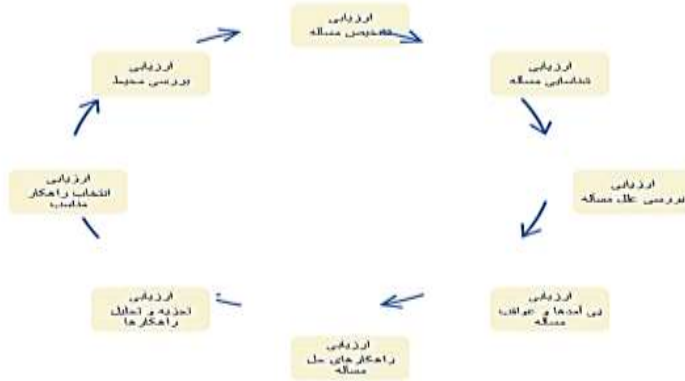 ارزیابی
تشخیص مساله
ارزیابی
شناسایی مساله
ارزیابی
بررسی علل مساله
ارزیابی
پی آمدها و عواقب
مساله
ارزیابی
راهکارهای حل
مساله
ارزیابی
تجزیه و تحلیل
راهکارها
ارزیابی
انتخاب راهکار
مناسب
ارزیابی
بررسی محیط